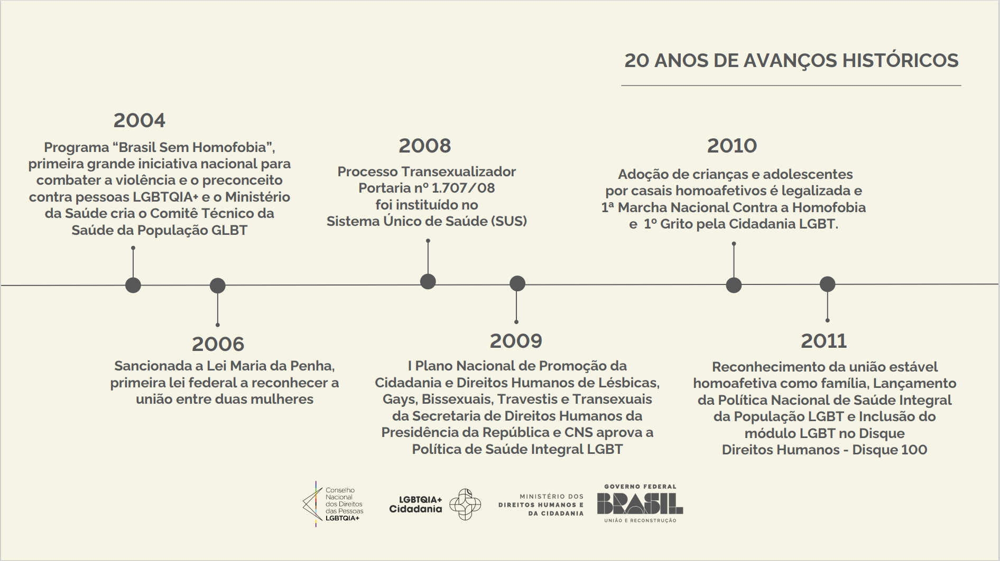 20 ANOS DE AVANÇOS HISTÓRICOS
2004
Programa “Brasil Sem Homofobia”,
primeira grande iniciativa nacional para
combater a violência e o preconceito
contra pessoas LGBTQIA+ e o Ministério
da Saúde cria o Comitê Técnico da
Saúde da População GLBT
2006
Sancionada a Lei Maria da Penha,
primeira lei federal a reconhecer a
união entre duas mulheres
2008
Processo Transexualizador
Portaria nº 1.707/08
foi instituído no
Sistema Único de Saúde (SUS)
2009
I Plano Nacional de Promoção da
Cidadania e Direitos Humanos de Lésbicas,
Gays, Bissexuais, Travestis e Transexuais
da Secretaria de Direitos Humanos da
Presidência da República e CNS aprova a
Política de Saúde Integral LGBT
2010
Adoção de crianças e adolescentes
por casais homoafetivos é legalizada e
1ª Marcha Nacional Contra a Homofobia
e 1º Grito pela Cidadania LGBT.
2011
Reconhecimento da união estável
homoafetiva como família, Lançamento
da Política Nacional de Saúde Integral
da População LGBT e Inclusão do
módulo LGBT no Disque
Direitos Humanos - Disque 100
Conselho
Nacional
dos Direitos
das Pessoas
LGBTQIA+
LGBTQIA+
Cidadania
MINISTÉRIO DOS
DIREITOS HUMANOS E
DA CIDADANIA
GOVERNO FEDERAL
BRASIL
UNIÃO E RECONSTRUÇÃO